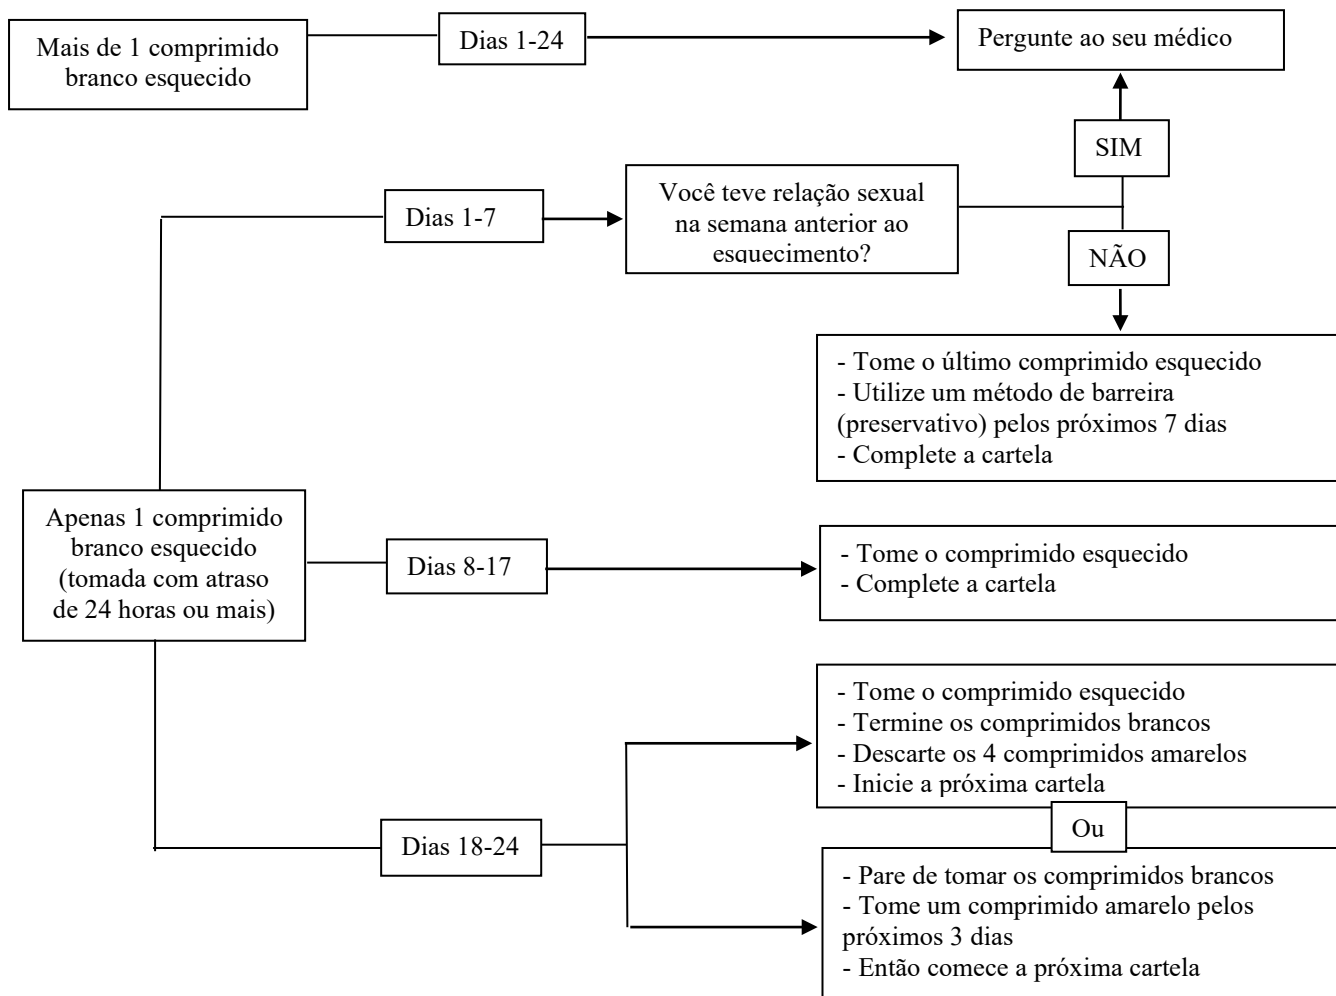 Mais de 1 comprimido
branco esquecido
Dias 1-24
Pergunte ao seu médico
SIM
Dias 1-7
Você teve relação sexual
na semana anterior ao
esquecimento?
NÃO
- Tome o último comprimido esquecido
- Utilize um método de barreira
(preservativo) pelos próximos 7 dias
- Complete a cartela
Apenas 1 comprimido
branco esquecido
(tomada com atraso
de 24 horas ou mais)
Dias 8-17
- Tome o comprimido esquecido
- Complete a cartela
Dias 18-24
- Tome o comprimido esquecido
- Termine os comprimidos brancos
- Descarte os 4 comprimidos amarelos
- Inicie a próxima cartela
Ou
- Pare de tomar os comprimidos brancos
- Tome um comprimido amarelo pelos
próximos 3 dias
- Então comece a próxima cartela